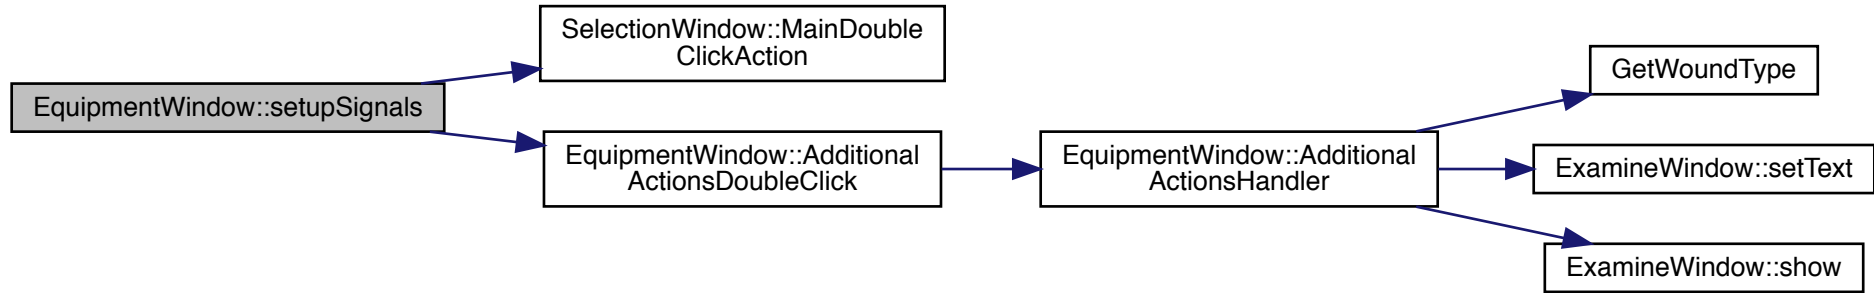 EquipmentWindow::setupSignals
SelectionWindow::MainDouble
ClickAction
EquipmentWindow::Additional
ActionsDoubleClick
EquipmentWindow::Additional
ActionsHandler
GetWoundType
ExamineWindow::setText
ExamineWindow::show